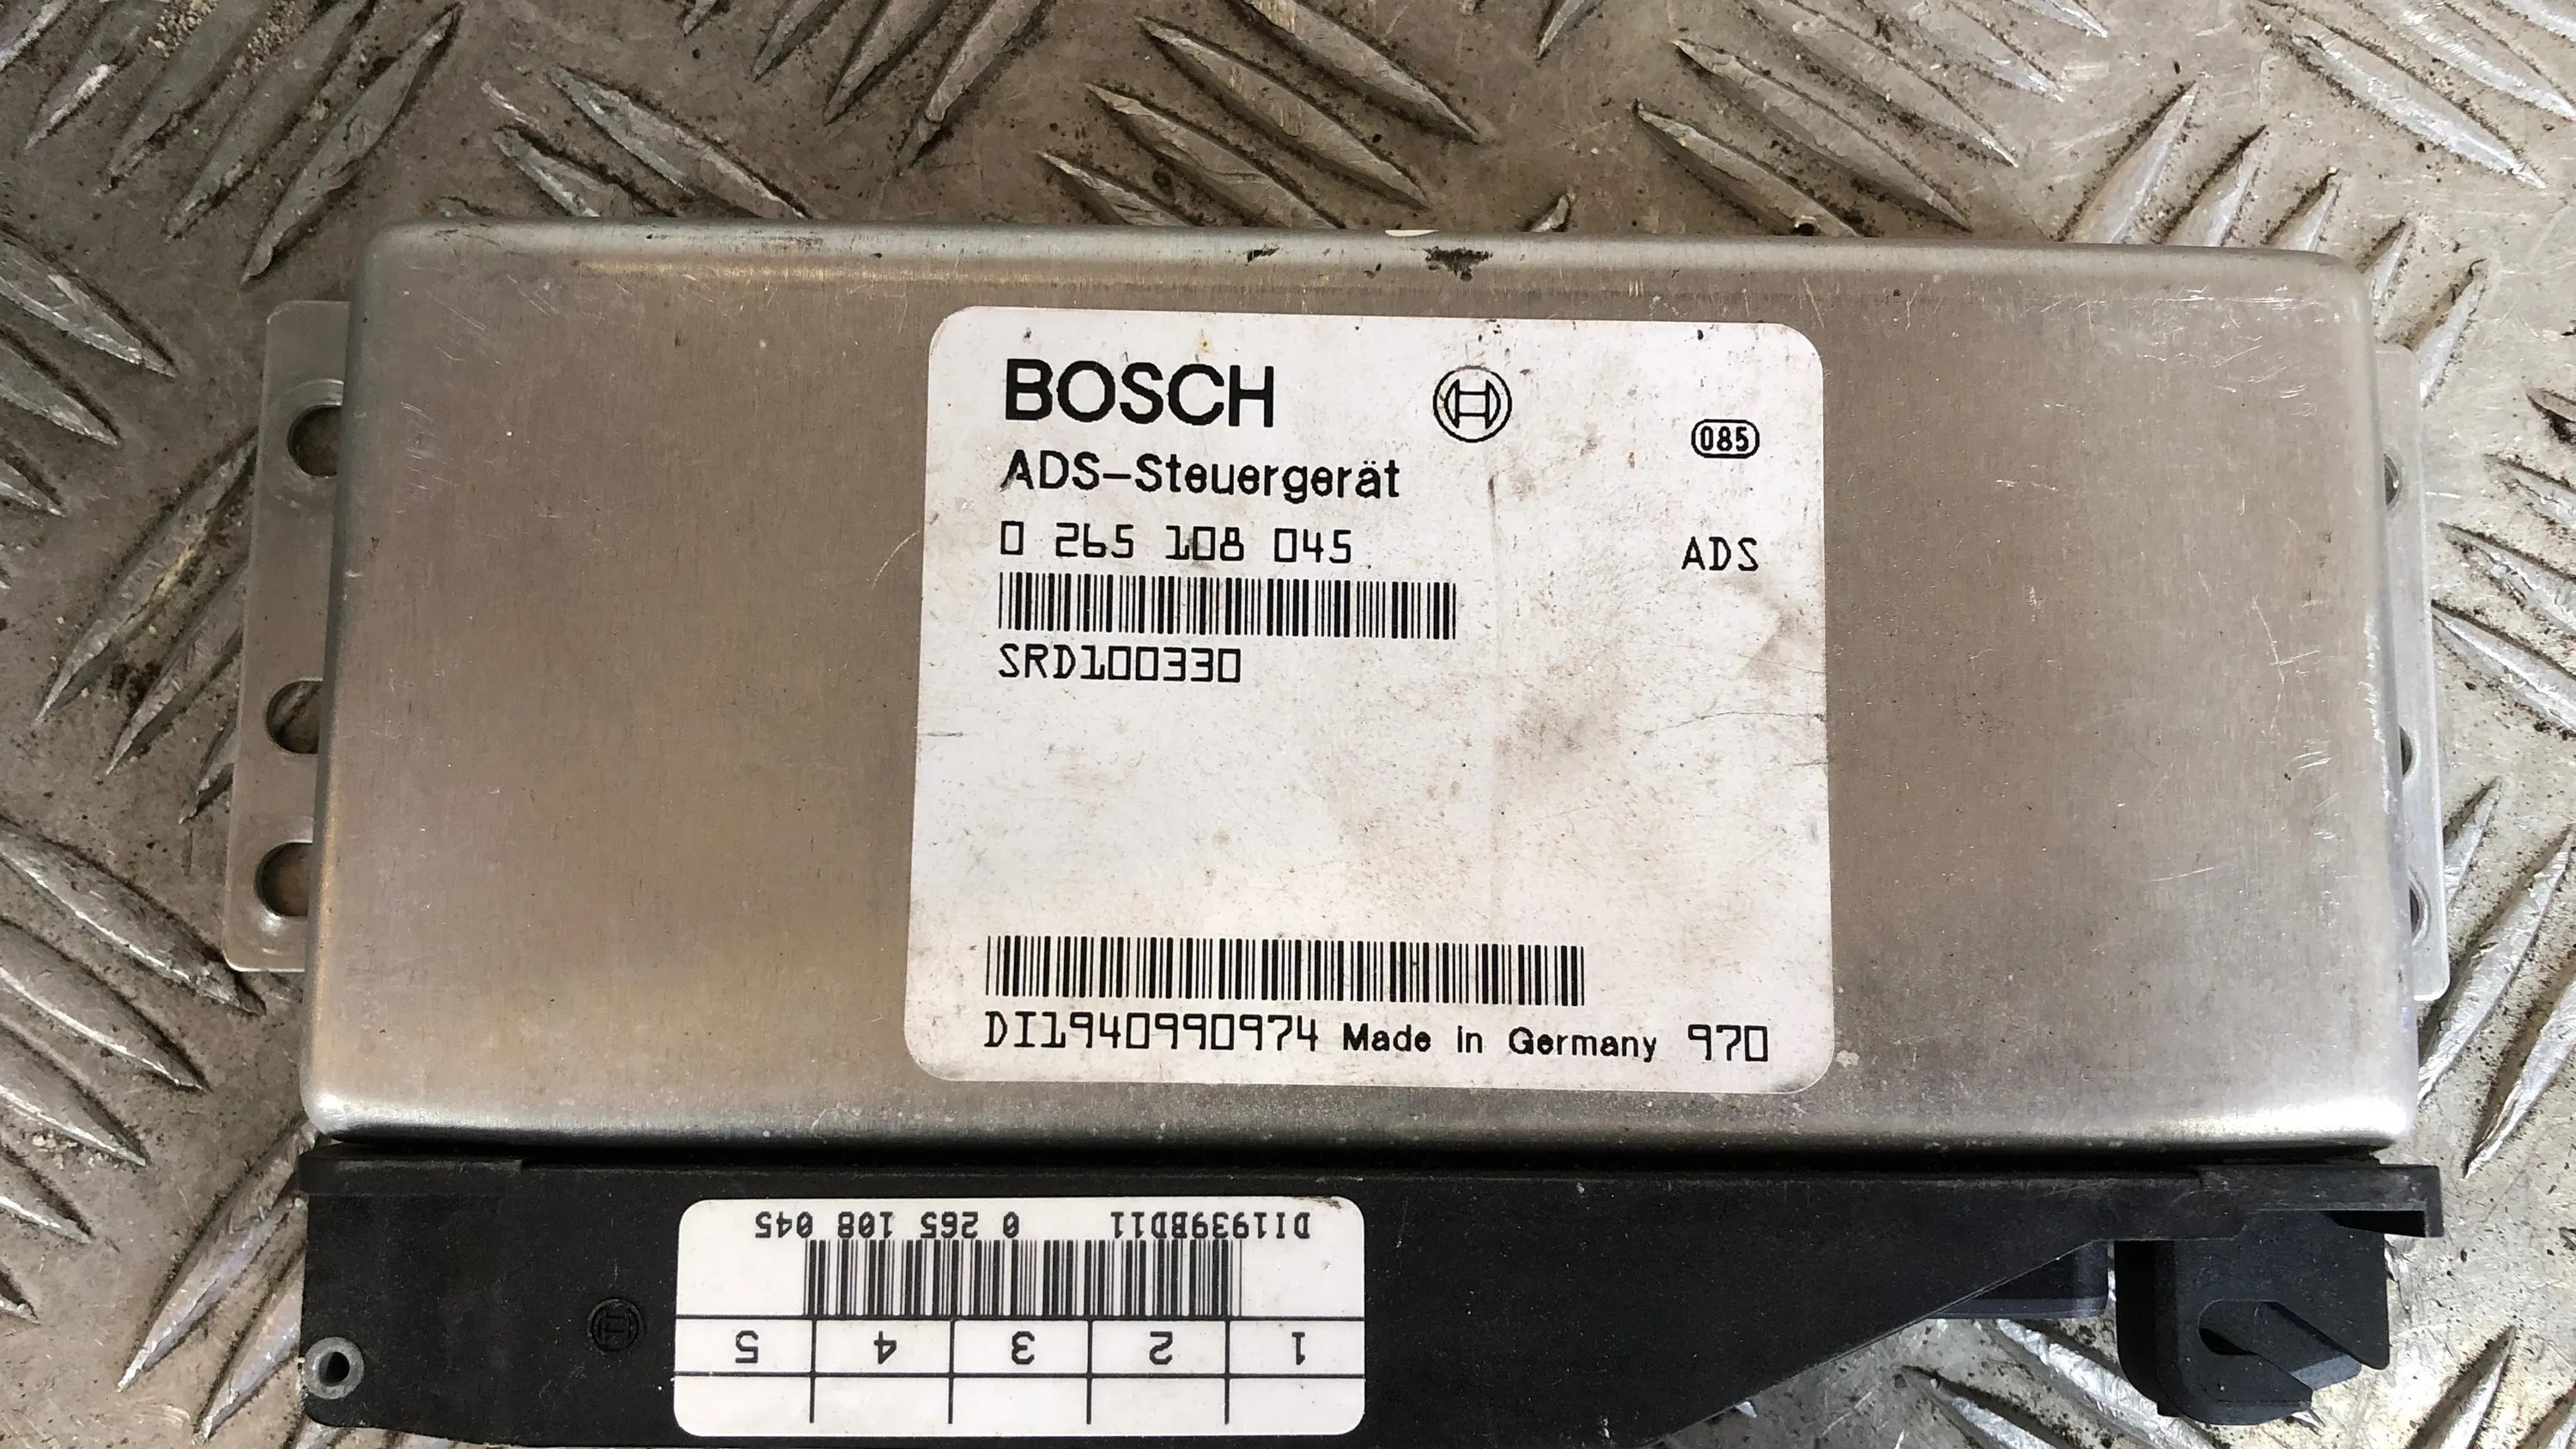 BOSCH
085
ADS-Steuergerät
0 265 108 045 ADS
SRD100330
DI1940990974 Made in Germany 970
DI1939BD11 0 265 108 045
1 2 3 4 5